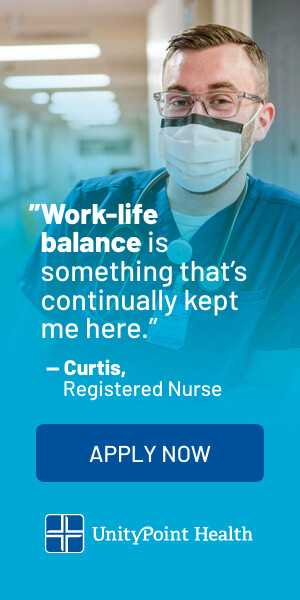 ”Work-life
balance is
something that’s
continually kept
me here.”
– Curtis,
Registered Nurse
APPLY NOW
UnityPoint Health